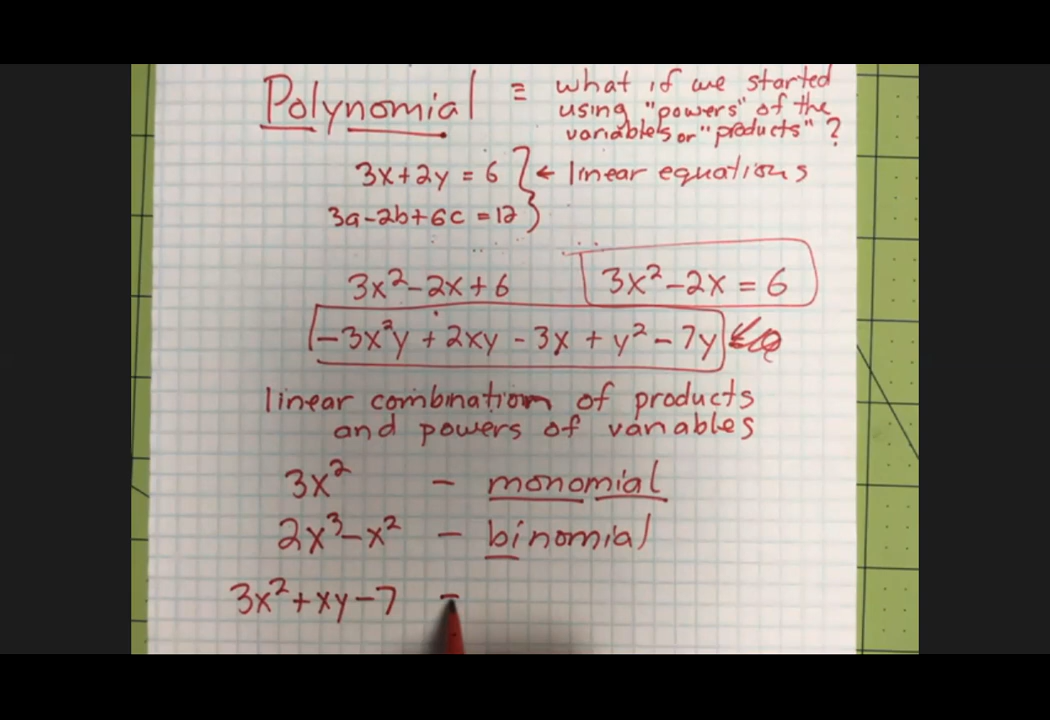 Polynomial = what if we started
using "powers" of the
variables or "products" ?
3x+2y = 6 } ← linear equations
3a-2b+6c = 12 }
3x²-2x+6 3x²-2x = 6
-3x²y + 2xy - 3x + y² - 7y
linear combination of products
and powers of variables
3x² - monomial
2x³-x² - binomial
3x²+xy-7 -